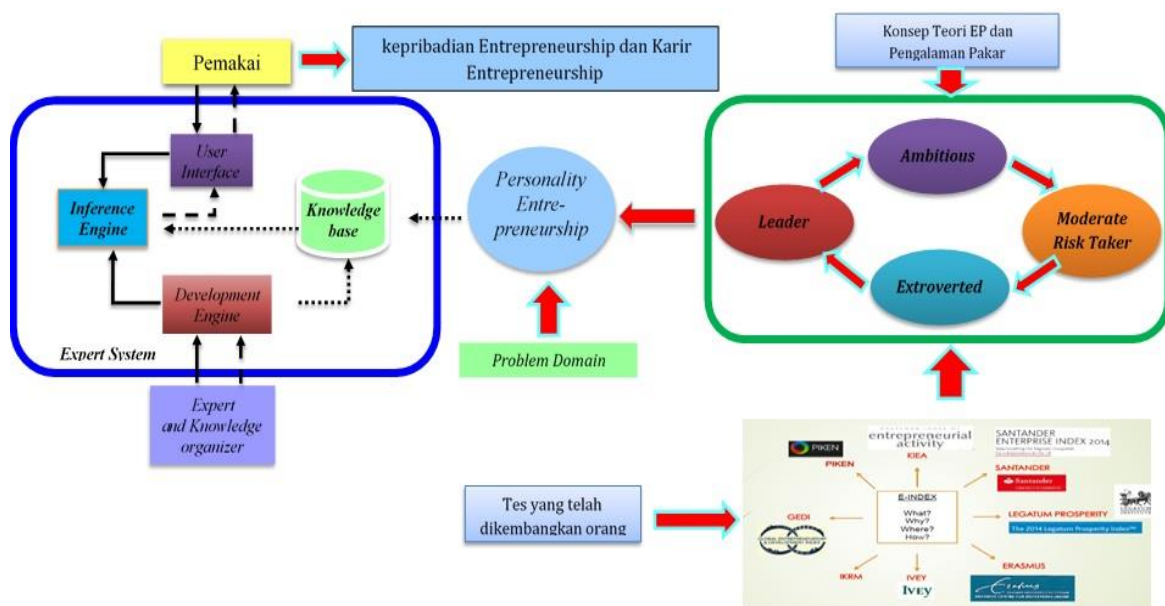 Pemakai
kepribadian Entrepreneurship dan Karir
Entrepreneurship
Konsep Teori EP dan
Pengalaman Pakar
User
Interface
Inference
Engine
Knowledge
base
Development
Engine
Expert System
Expert
and Knowledge
organizer
Personality
Entre-
preneurship
Problem Domain
Ambitious
Leader
Moderate
Risk Taker
Extroverted
Tes yang telah
dikembangkan orang
PIKEN
PIKEN
entrepreneurial
activity
KIEA
SANTANDER
ENTERPRISE INDEX 2014
SANTANDER
Santander
E-INDEX
What?
Why?
Where?
How?
GEDI
LEGATUM PROSPERITY
The 2014 Legatum Prosperity Index™
IKRM
IVEY
IVEY
ERASMUS
Erasmus